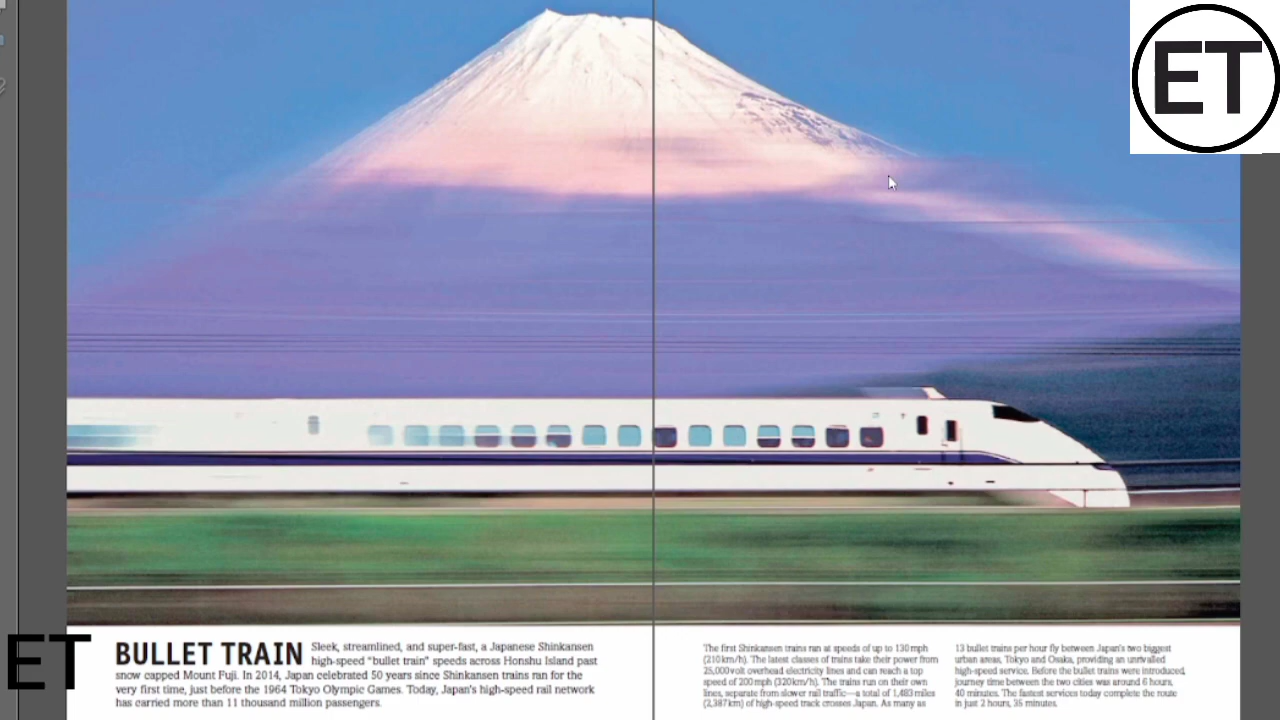 ET
BULLET TRAIN
Sleek, streamlined, and super-fast, a Japanese Shinkansen
high-speed "bullet train" speeds across Honshu Island past
snow capped Mount Fuji. In 2014, Japan celebrated 50 years since Shinkansen trains ran for the
very first time, just before the 1964 Tokyo Olympic Games. Today, Japan's high-speed rail network
has carried more than 11 thousand million passengers.
The first Shinkansen trains ran at speeds of up to 130 mph
(210 km/h). The latest classes of trains take their power from
25,000 volt overhead electricity lines and can reach a top
speed of 200 mph (320 km/h). The trains run on their own
lines, separate from slower rail traffic—a total of 1,483 miles
(2,387 km) of high-speed track crosses Japan. As many as
13 bullet trains per hour fly between Japan's two biggest
urban areas, Tokyo and Osaka, providing an unrivalled
high-speed service. Before the bullet trains were introduced,
journey time between the two cities was around 6 hours,
40 minutes. The fastest services today complete the route
in just 2 hours, 25 minutes.
ET